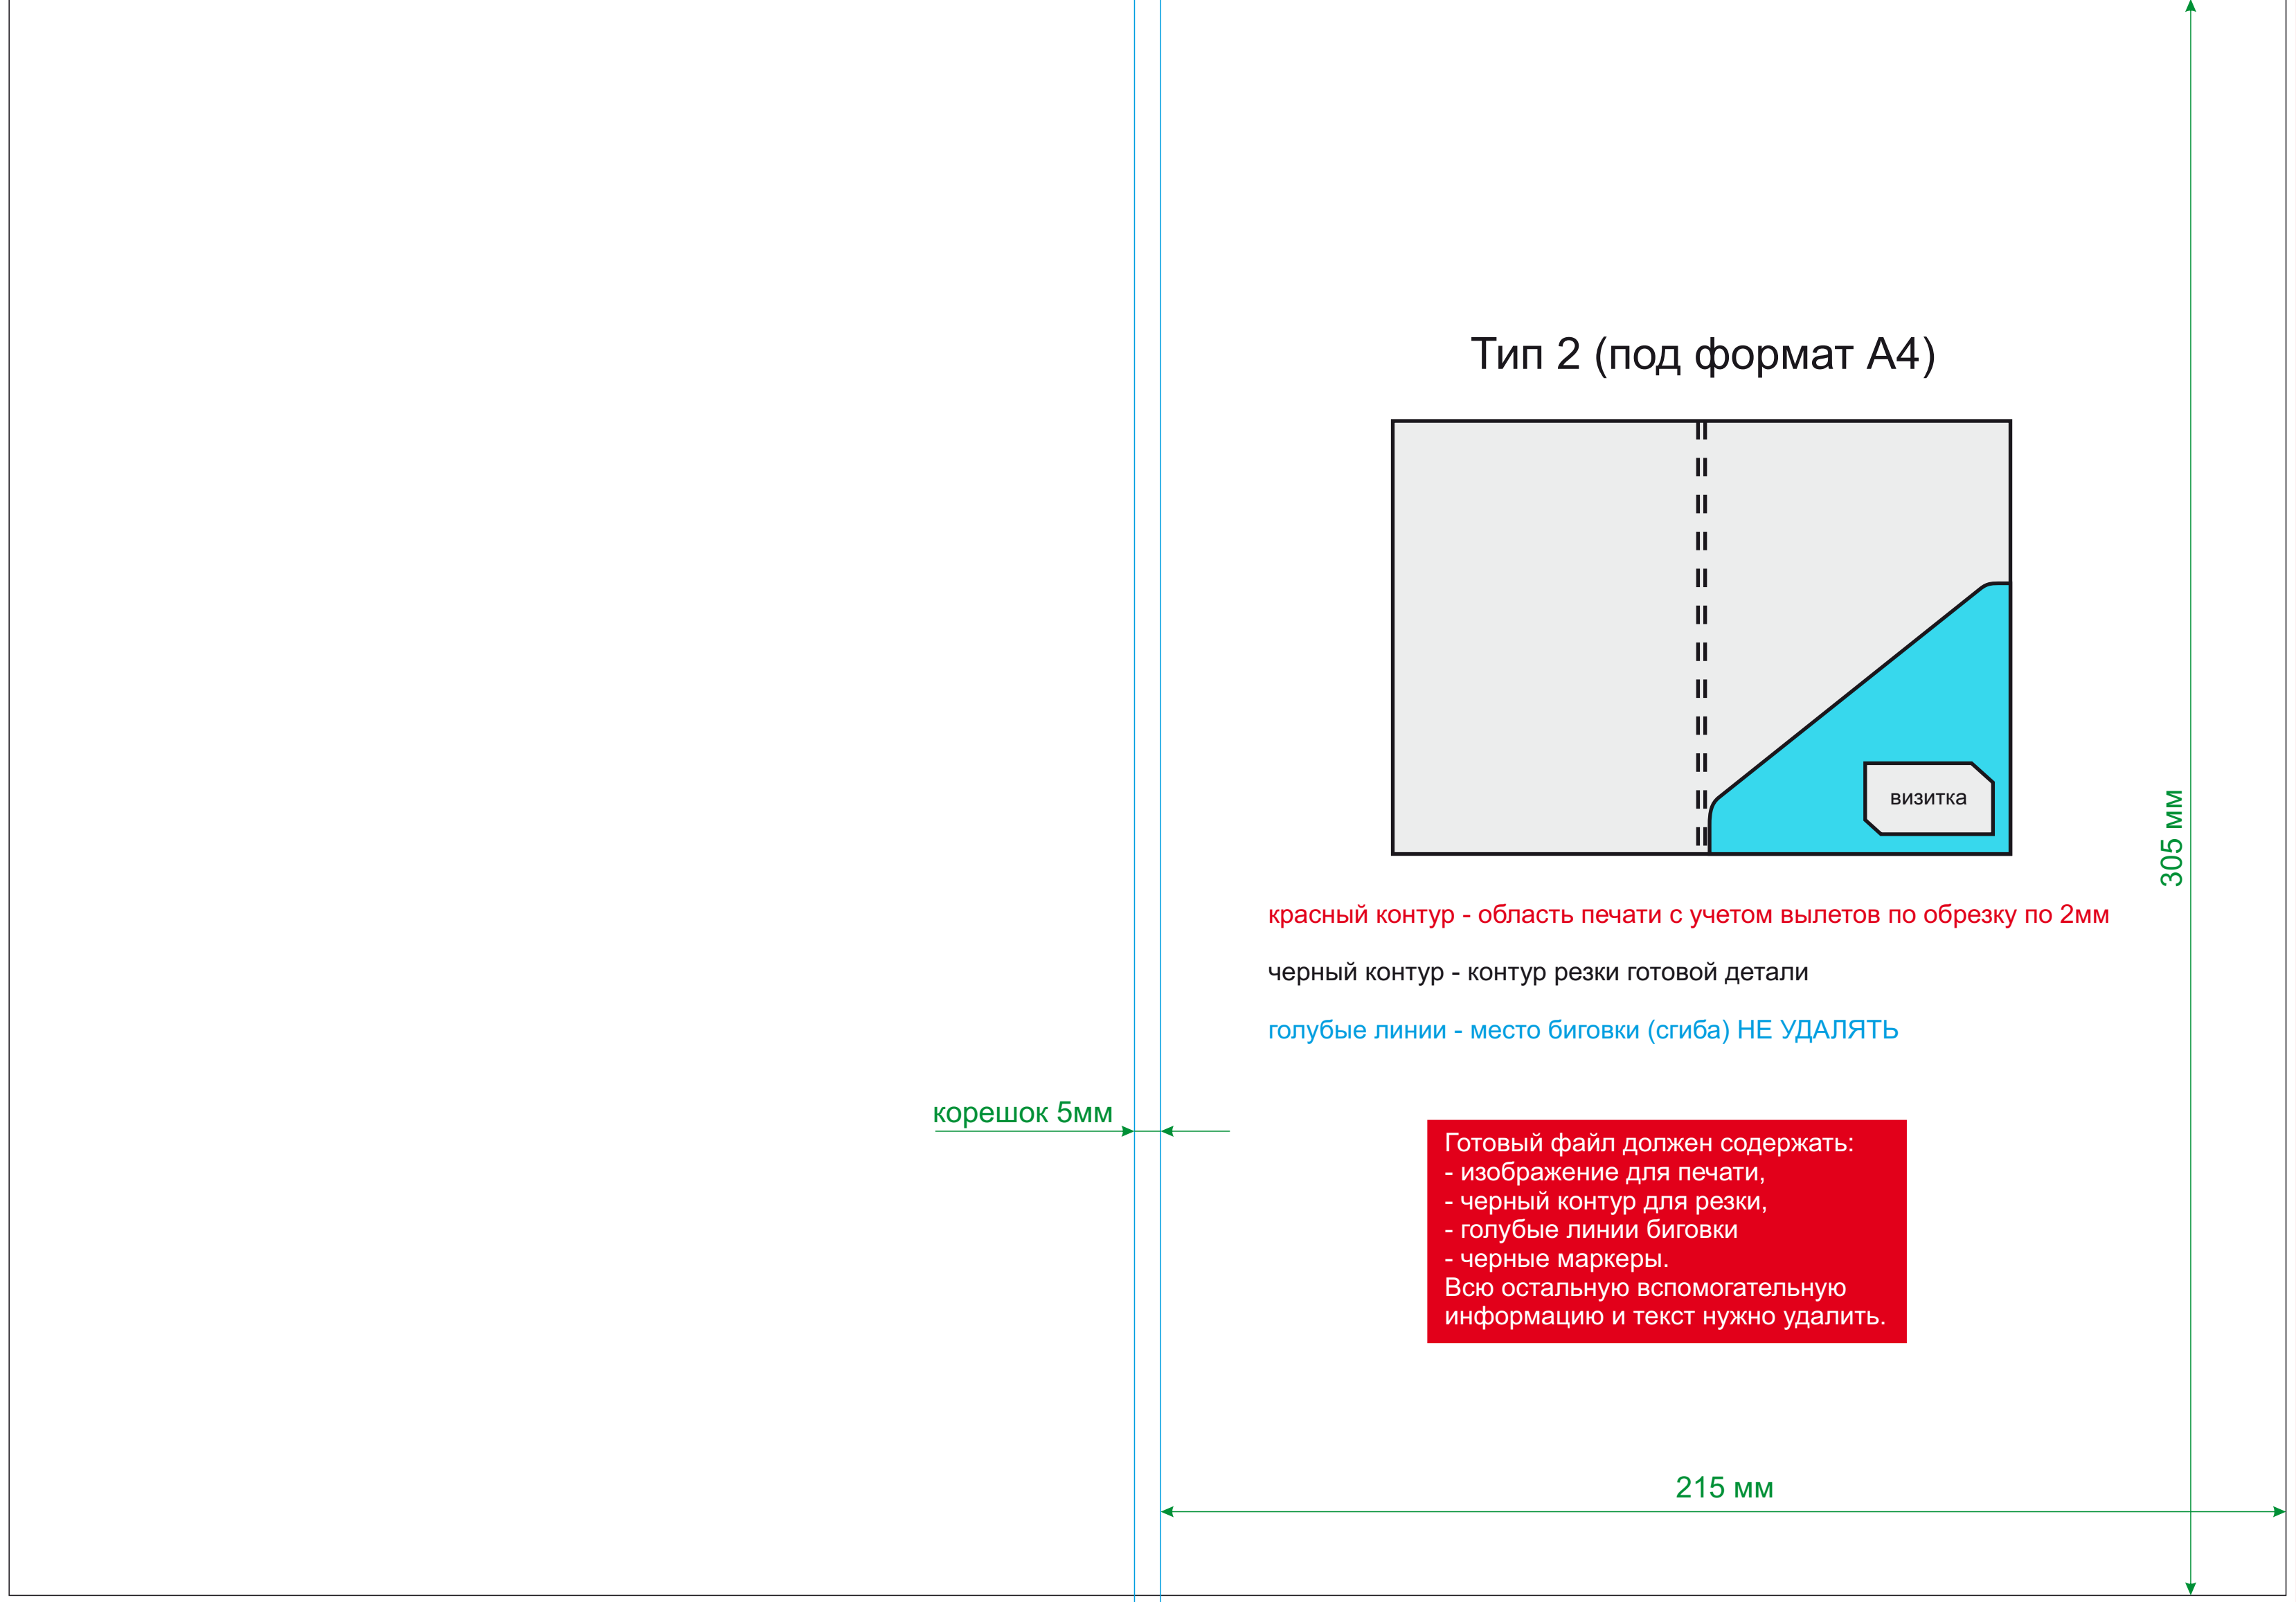 Тип 2 (под формат А4)
визитка
305 мм
красный контур - область печати с учетом вылетов по обрезку по 2мм
черный контур - контур резки готовой детали
голубые линии - место биговки (сгиба) НЕ УДАЛЯТЬ
корешок 5мм
Готовый файл должен содержать:
- изображение для печати,
- черный контур для резки,
- голубые линии биговки
- черные маркеры.
Всю остальную вспомогательную
информацию и текст нужно удалить.
215 мм